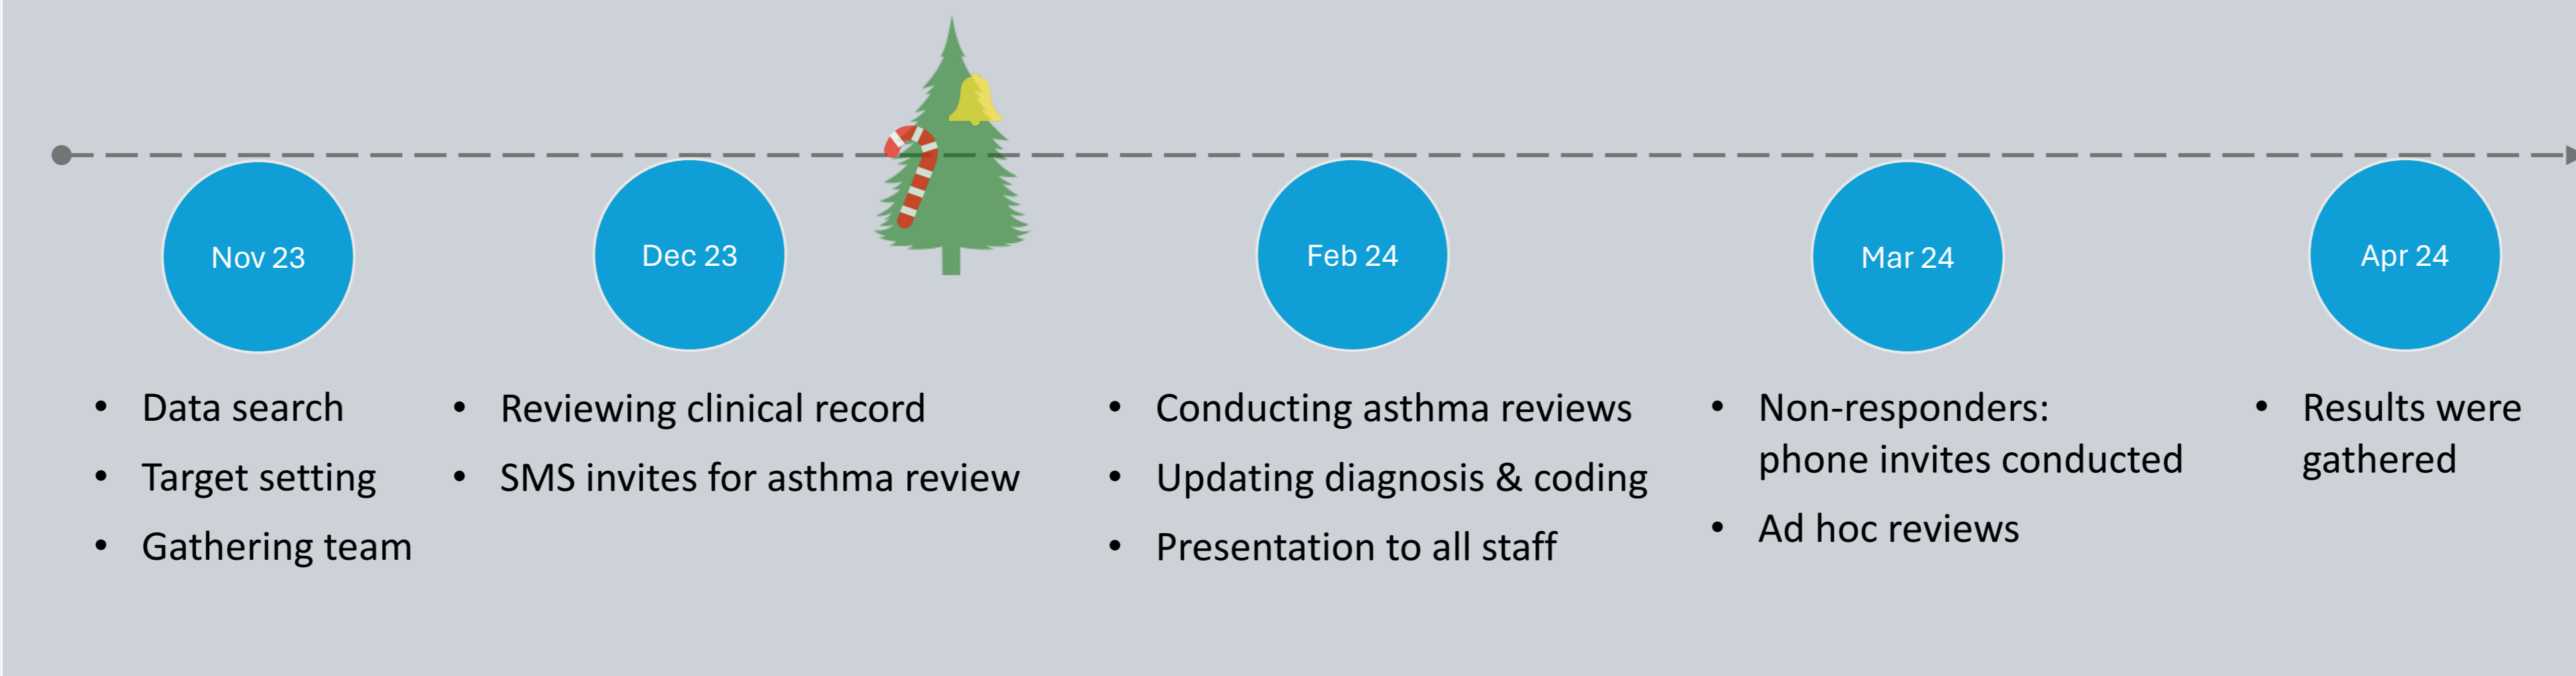 Nov 23
Dec 23
Feb 24
Mar 24
Apr 24
• Data search
• Target setting
• Gathering team
• Reviewing clinical record
• SMS invites for asthma review
• Conducting asthma reviews
• Updating diagnosis & coding
• Presentation to all staff
• Non-responders:
phone invites conducted
• Ad hoc reviews
• Results were
gathered